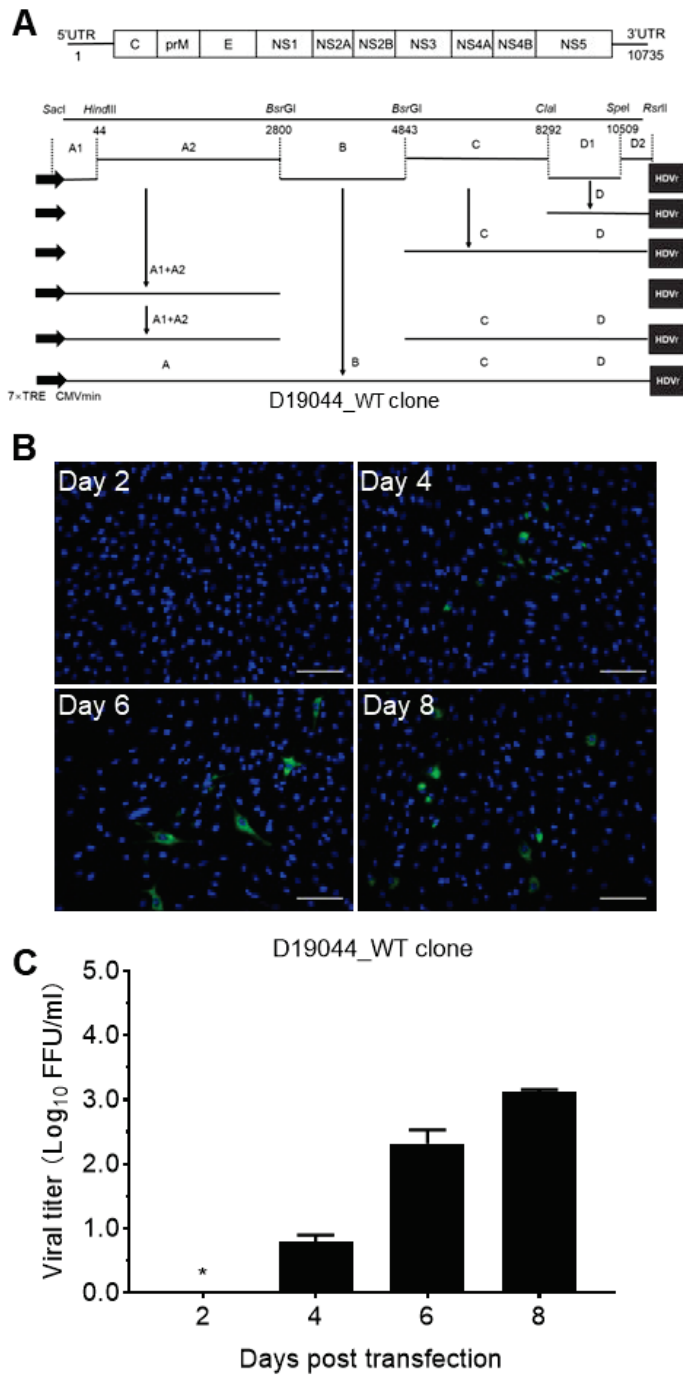 A
5'UTR C prM E NS1 NS2A NS2B NS3 NS4A NS4B NS5 3'UTR
1 10735
SacI HindIII BsrGI BsrGI ClaI SpeI RsrII
44 2800 4843 8292 10509
A1 A2 B C D1 D2
HDVr
D HDVr
C D HDVr
A1+A2 HDVr
A1+A2 C D HDVr
A B C D HDVr
7×TRE CMVmin D19044_WT clone
B
Day 2 Day 4
Day 6 Day 8
C
D19044_WT clone
Viral titer (Log10 FFU/ml)
5.0
4.0
3.0
2.0
1.0
0.0
*
2 4 6 8
Days post transfection